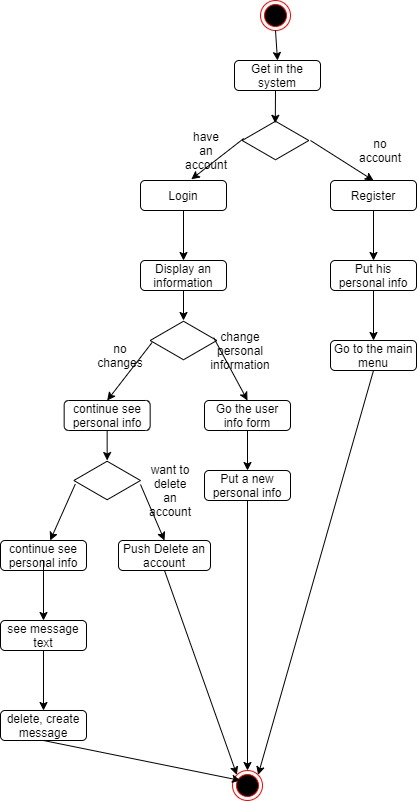 Get in the
system
have
an
account
no
account
Login
Register
Display an
information
Put his
personal info
no
changes
change
personal
information
Go to the main
menu
continue see
personal info
Go the user
info form
want to
delete
an
account
Put a new
personal info
continue see
personal info
Push Delete an
account
see message
text
delete, create
message